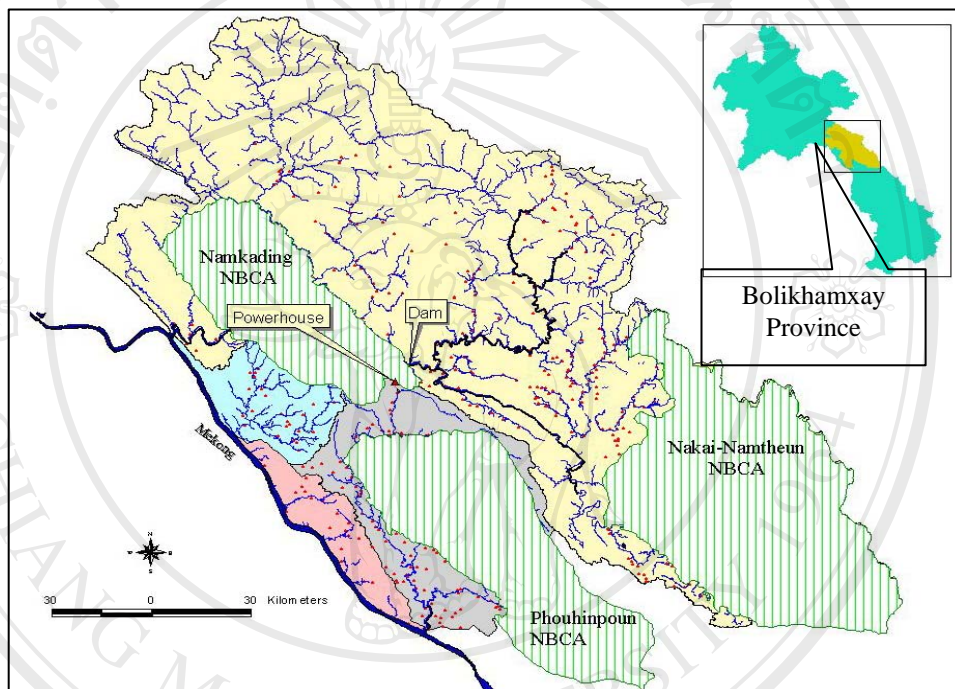 Namkading
NBCA
Powerhouse
Dam
Bolikhamxay
Province
Nakai-Namtheun
NBCA
Mekong
Phouhinpoun
NBCA
N
W E
S
30 0 30 Kilometers